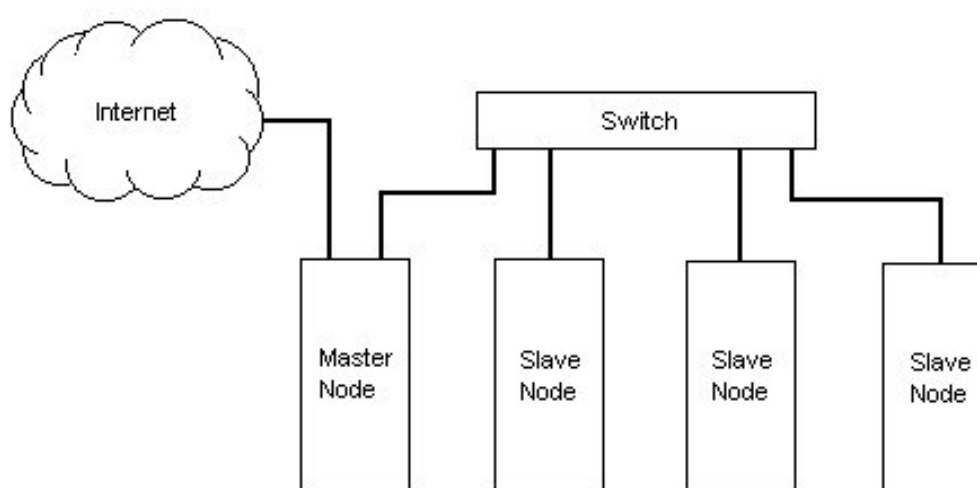 Internet
Switch
Master
Node
Slave
Node
Slave
Node
Slave
Node